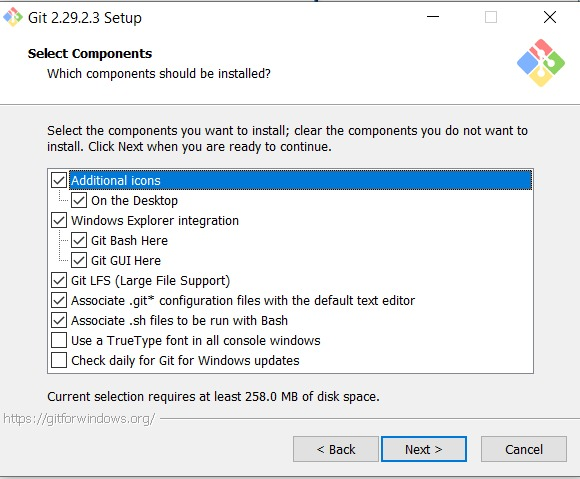 Git 2.29.2.3 Setup
Select Components
Which components should be installed?
Select the components you want to install; clear the components you do not want to
install. Click Next when you are ready to continue.
Additional icons
On the Desktop
Windows Explorer integration
Git Bash Here
Git GUI Here
Git LFS (Large File Support)
Associate .git* configuration files with the default text editor
Associate .sh files to be run with Bash
Use a TrueType font in all console windows
Check daily for Git for Windows updates
Current selection requires at least 258.0 MB of disk space.
https://gitforwindows.org/
< Back
Next >
Cancel